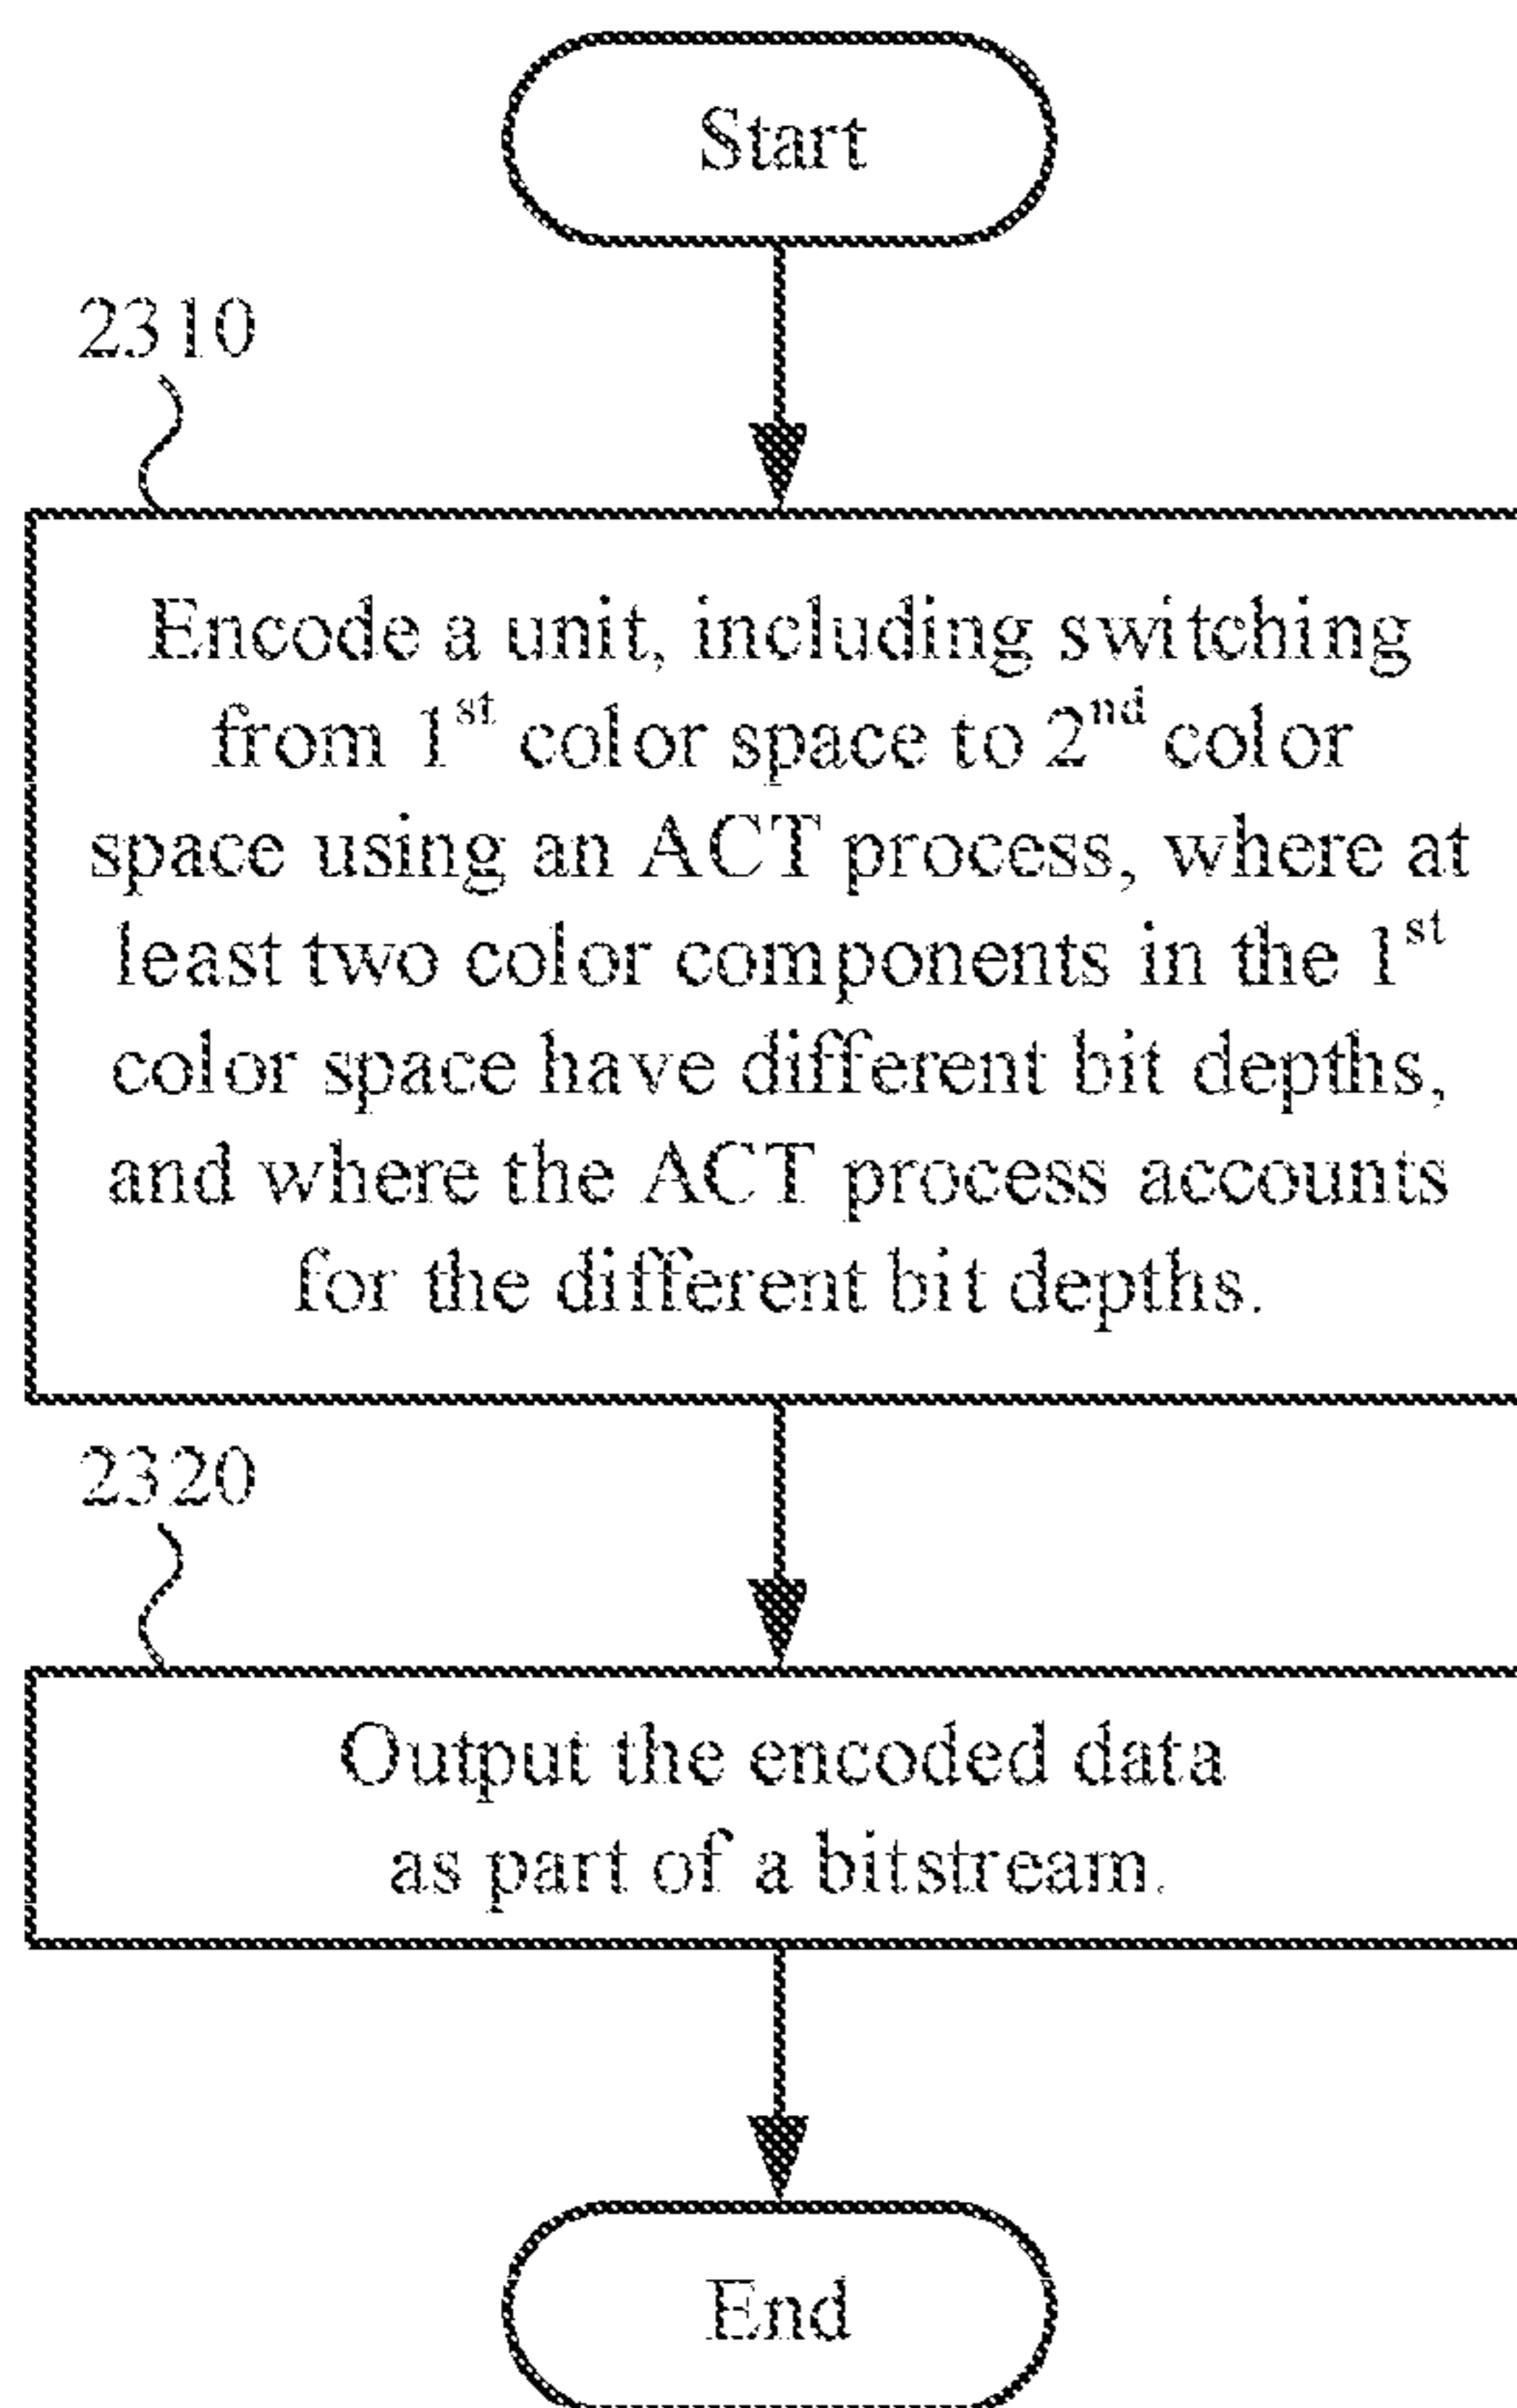 Start
2310
Encode a unit, including switching
from 1st color space to 2nd color
space using an ACT process, where at
least two color components in the 1st
color space have different bit depths,
and where the ACT process accounts
for the different bit depths.
2320
Output the encoded data
as part of a bitstream.
End